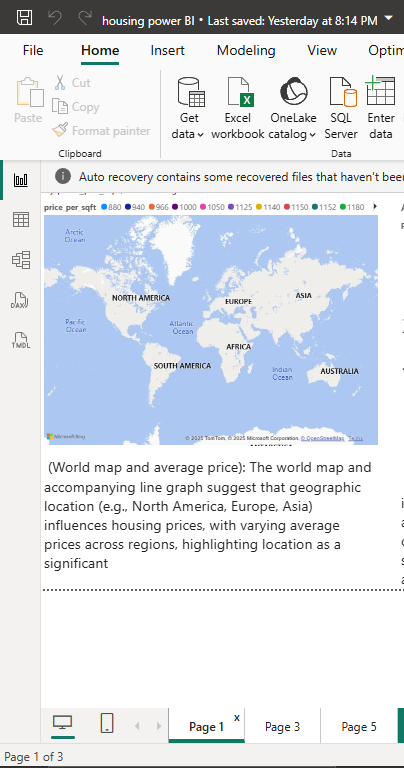 housing power BI • Last saved: Yesterday at 8:14 PM
File Home Insert Modeling View Optim
Paste
Cut
Copy
Format painter
Get data
Excel workbook
OneLake catalog
SQL Server
Enter data
Clipboard
Data
Auto recovery contains some recovered files that haven't bee
price per sqft 880 940 966 1000 1050 1125 1140 1150 1152 1180
Arctic
Ocean
NORTH AMERICA
EUROPE
ASIA
Pacific
Ocean
Atlantic
Ocean
AFRICA
SOUTH AMERICA
Indian
Ocean
AUSTRALIA
Microsoft Bing
© 2025 TomTom, © 2025 Microsoft Corporation, © OpenStreetMap Terms
DAX
TMDL
(World map and average price): The world map and
accompanying line graph suggest that geographic
location (e.g., North America, Europe, Asia)
influences housing prices, with varying average
prices across regions, highlighting location as a
significant
Page 1 x
Page 3
Page 5
Page 1 of 3